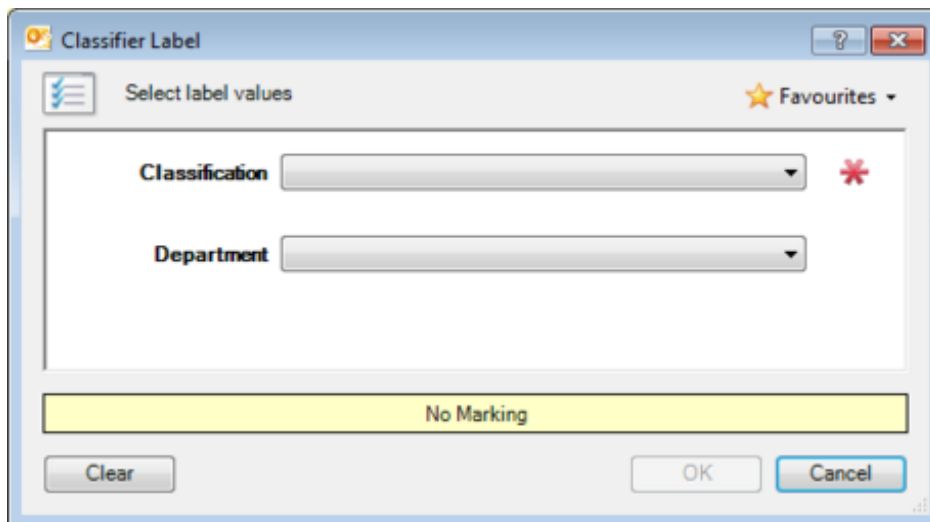 Classifier Label
Select label values
Favourites
Classification
Department
No Marking
Clear
OK
Cancel